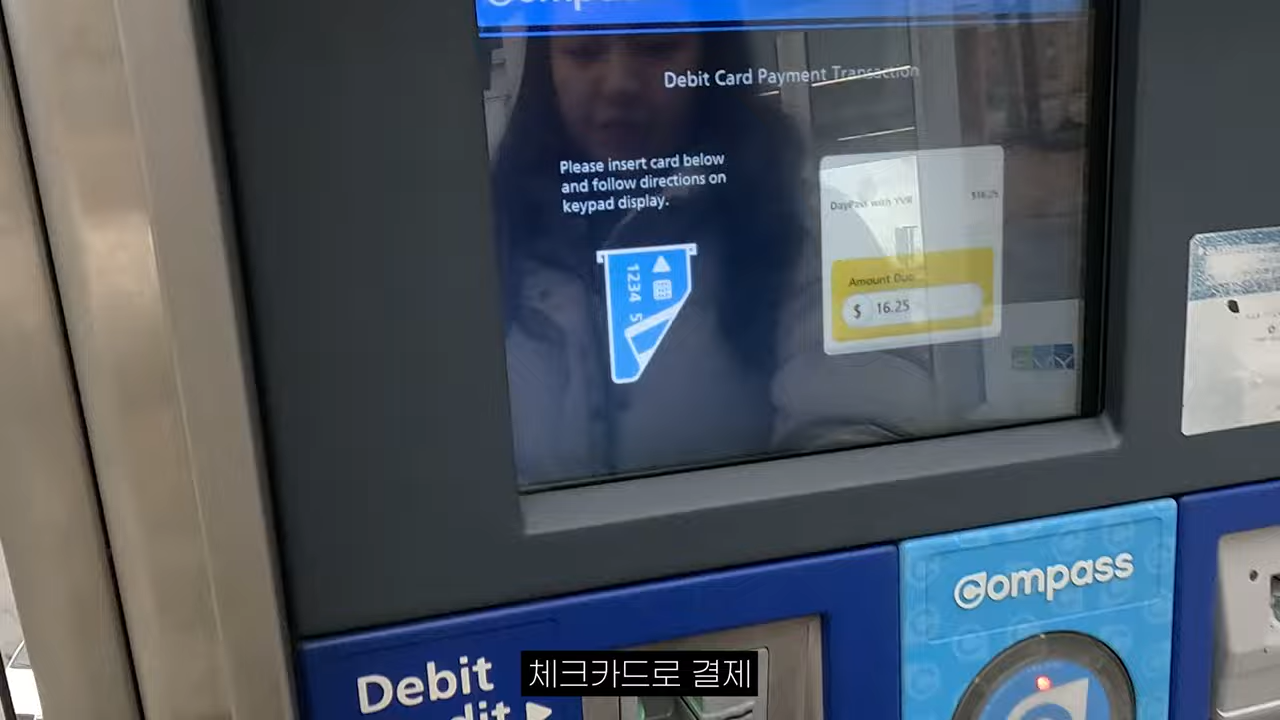 Compass
Debit Card Payment Transaction
Please insert card below
and follow directions on
keypad display.
1234 5
DayPass with YVR $16.25
Amount Due
$ 16.25
Compass
Debit
체크카드로 결제